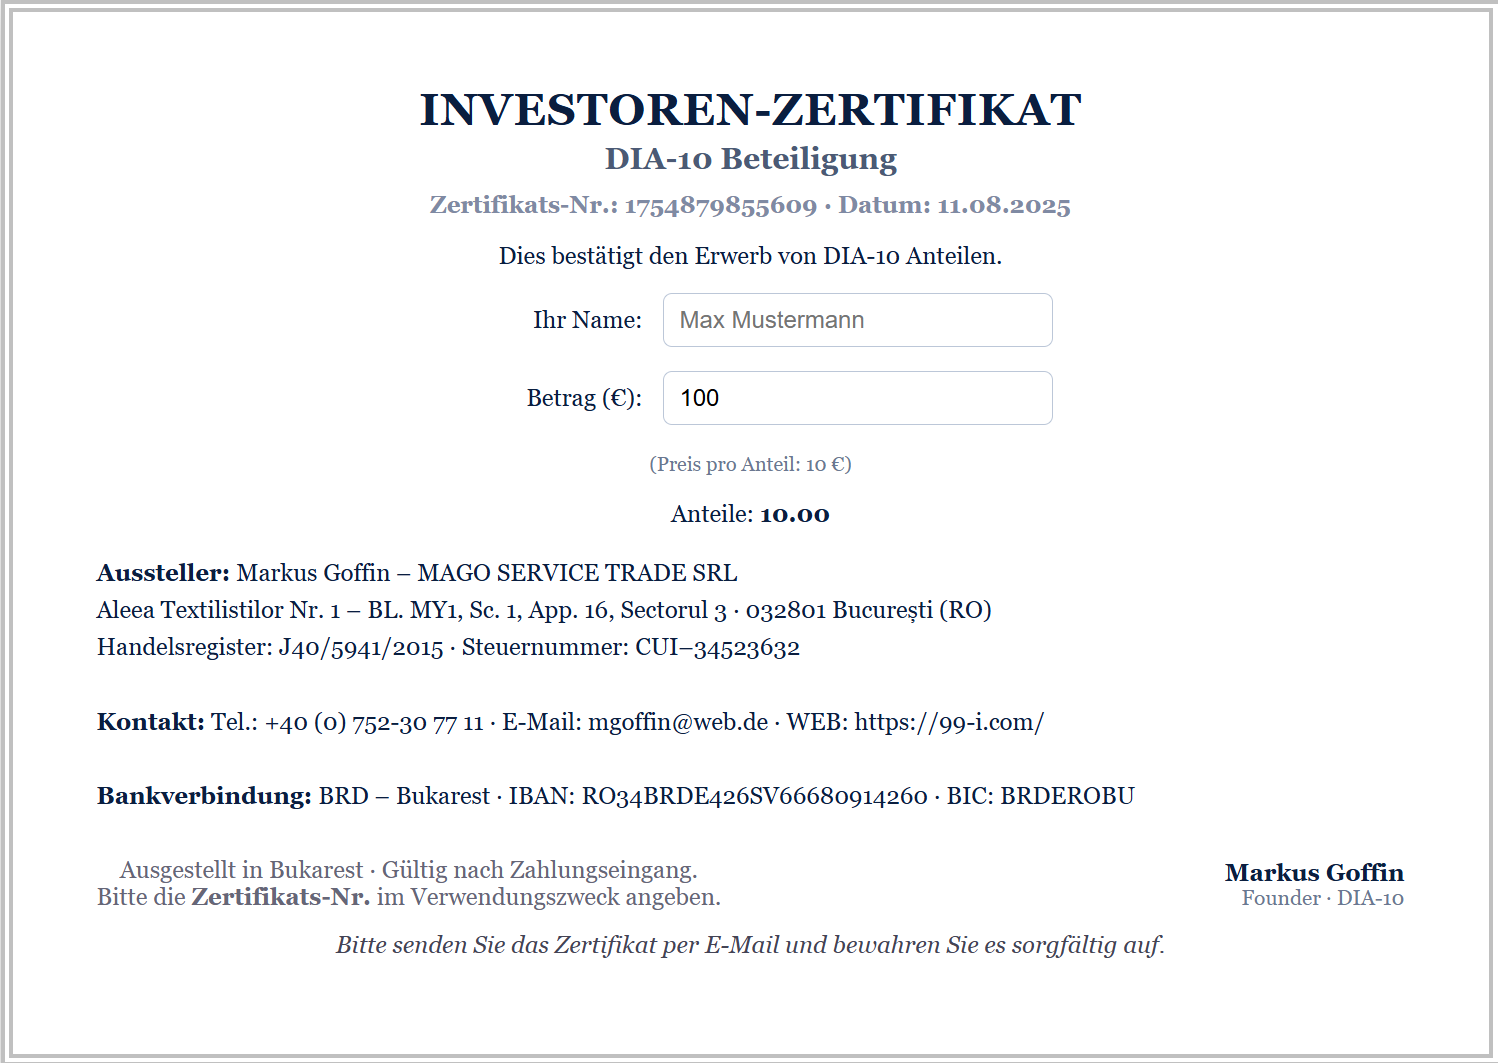 INVESTOREN-ZERTIFIKAT
DIA-10 Beteiligung
Zertifikats-Nr.: 1754879855609 · Datum: 11.08.2025
Dies bestätigt den Erwerb von DIA-10 Anteilen.
Ihr Name: Max Mustermann
Betrag (€): 100
(Preis pro Anteil: 10 €)
Anteile: 10.00
Aussteller: Markus Goffin – MAGO SERVICE TRADE SRL
Aleea Textilistilor Nr. 1 – BL. MY1, Sc. 1, App. 16, Sectorul 3 · 032801 București (RO)
Handelsregister: J40/5941/2015 · Steuernummer: CUI–34523632
Kontakt: Tel.: +40 (0) 752-30 77 11 · E-Mail: mgoffin@web.de · WEB: https://99-i.com/
Bankverbindung: BRD – Bukarest · IBAN: RO34BRDE426SV66680914260 · BIC: BRDEROBU
Ausgestellt in Bukarest · Gültig nach Zahlungseingang.
Bitte die Zertifikats-Nr. im Verwendungszweck angeben.
Markus Goffin
Founder · DIA-10
Bitte senden Sie das Zertifikat per E-Mail und bewahren Sie es sorgfältig auf.